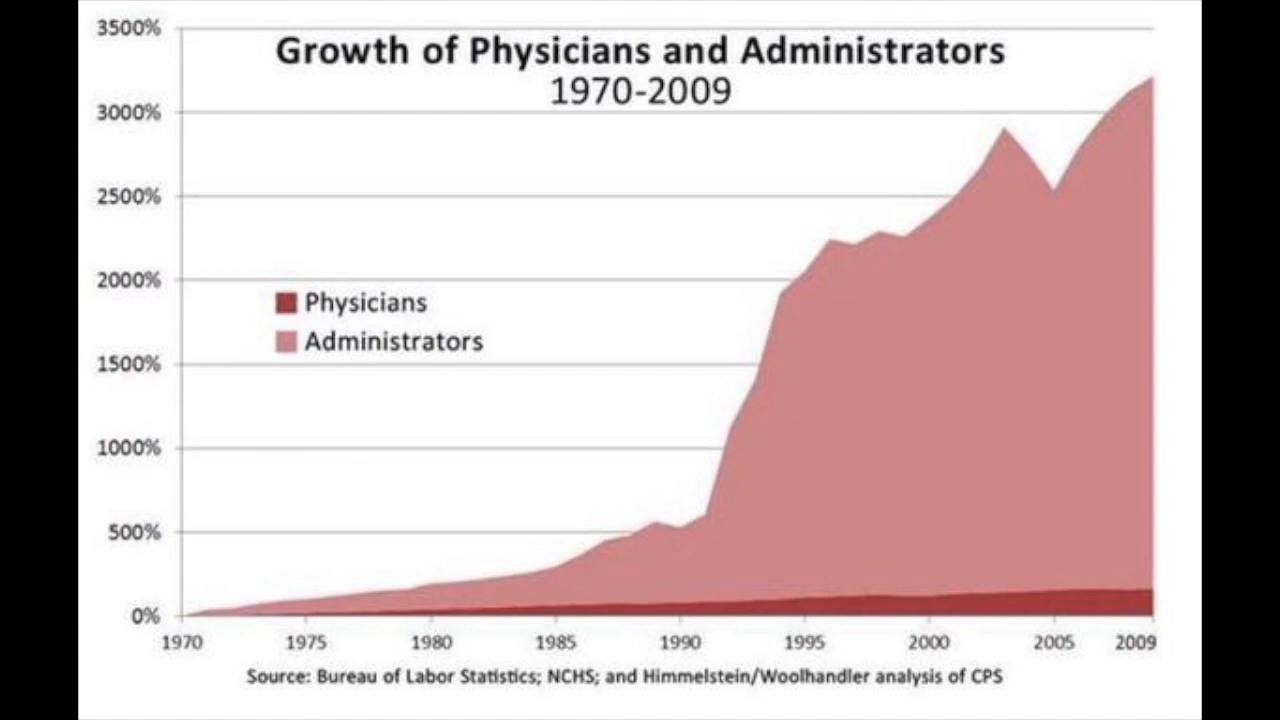 3500%
Growth of Physicians and Administrators
1970-2009
3000%
2500%
2000%
Physicians
Administrators
1500%
1000%
500%
0%
1970 1975 1980 1985 1990 1995 2000 2005 2009
Source: Bureau of Labor Statistics; NCHS; and Himmelstein/Woolhandler analysis of CPS